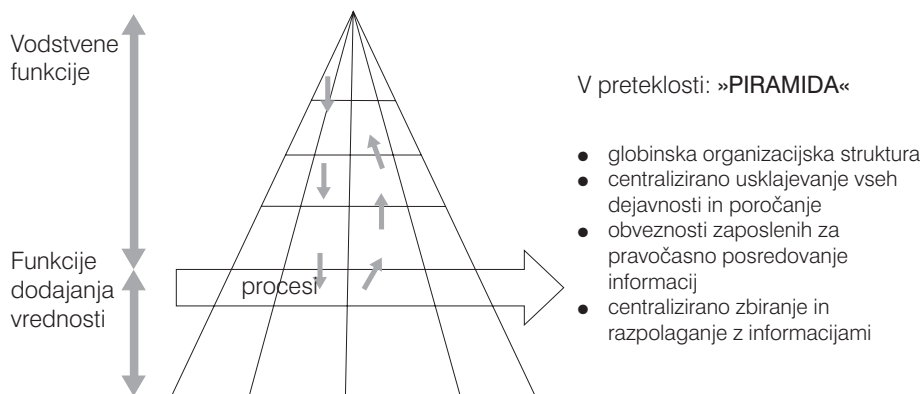 Vodstvene
funkcije
Funkcije
dodajanja
vrednosti
procesi
V preteklosti: »PIRAMIDA«
● globinska organizacijska struktura
● centralizirano usklajevanje vseh
dejavnosti in poročanje
● obveznosti zaposlenih za
pravočasno posredovanje
informacij
● centralizirano zbiranje in
razpolaganje z informacijami